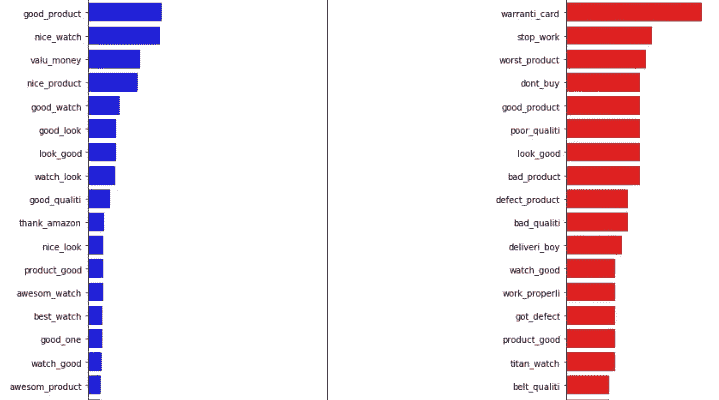 good_product
nice_watch
valu_money
nice_product
good_watch
good_look
look_good
watch_look
good_qualiti
thank_amazon
nice_look
product_good
awesom_watch
best_watch
good_one
watch_good
awesom_product
warranti_card
stop_work
worst_product
dont_buy
good_product
poor_qualiti
look_good
bad_product
defect_product
bad_qualiti
deliveri_boy
watch_good
work_properli
got_defect
product_good
titan_watch
belt_qualiti